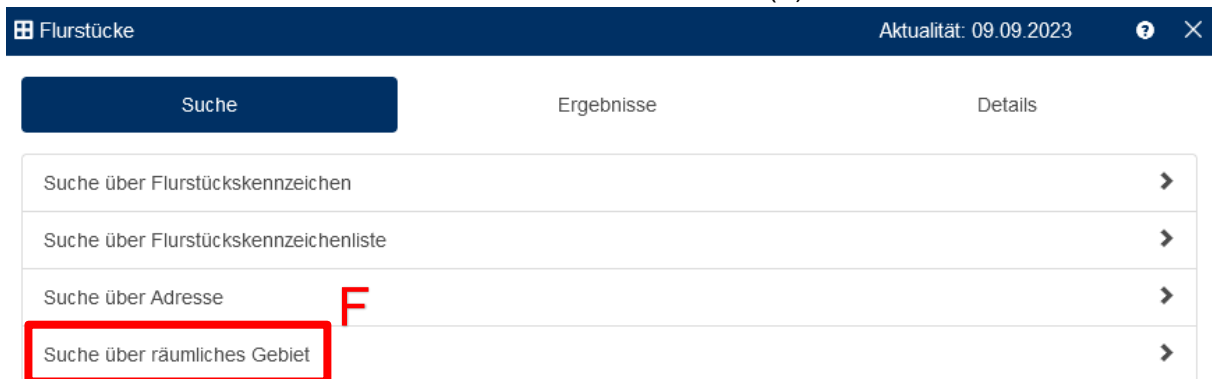 Flurstücke Aktualität: 09.09.2023 ?
Suche Ergebnisse Details
Suche über Flurstückskennzeichen
Suche über Flurstückskennzeichenliste
Suche über Adresse
F
Suche über räumliches Gebiet